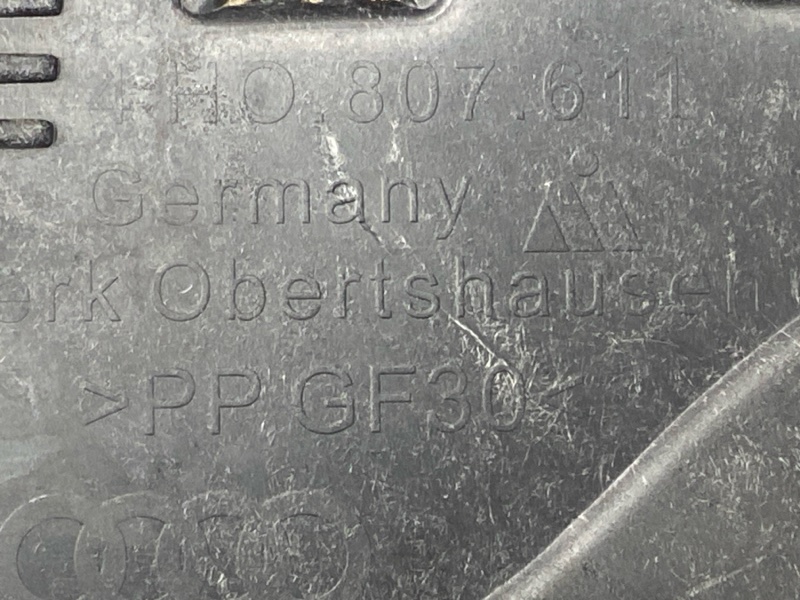 4H0.807.611
Germany
erk Obertshausen
>PP GF30<